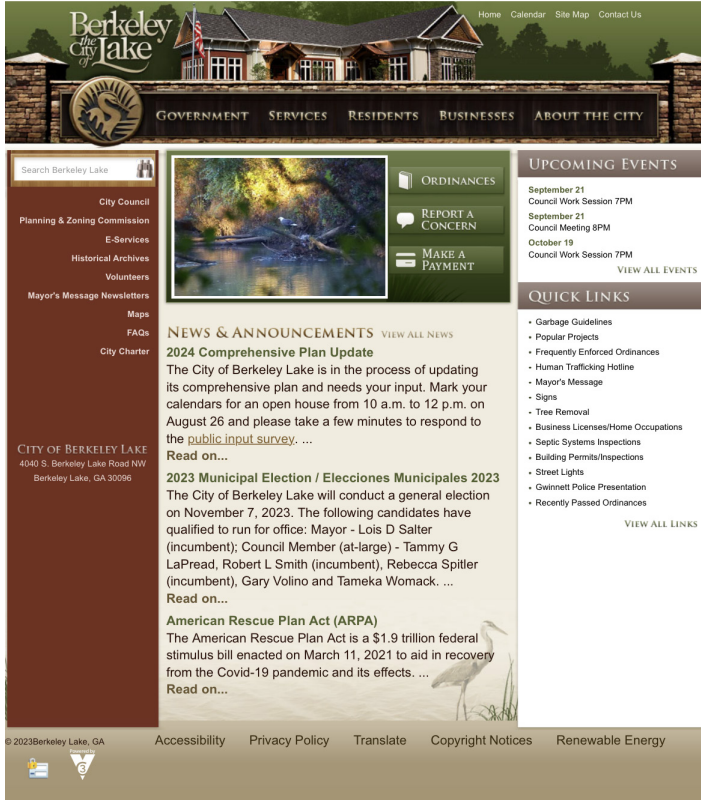 Berkeley
the
City
of
Lake
Home Calendar Site Map Contact Us
GOVERNMENT SERVICES RESIDENTS BUSINESSES ABOUT THE CITY
Search Berkeley Lake
City Council
Planning & Zoning Commission
E-Services
Historical Archives
Volunteers
Mayor's Message Newsletters
Maps
FAQs
City Charter
CITY OF BERKELEY LAKE
4040 S. Berkeley Lake Road NW
Berkeley Lake, GA 30096
ORDINANCES
REPORT A
CONCERN
MAKE A
PAYMENT
NEWS & ANNOUNCEMENTS VIEW ALL NEWS
2024 Comprehensive Plan Update
The City of Berkeley Lake is in the process of updating
its comprehensive plan and needs your input. Mark your
calendars for an open house from 10 a.m. to 12 p.m. on
August 26 and please take a few minutes to respond to
the public input survey. ...
Read on...
2023 Municipal Election / Elecciones Municipales 2023
The City of Berkeley Lake will conduct a general election
on November 7, 2023. The following candidates have
qualified to run for office: Mayor - Lois D Salter
(incumbent); Council Member (at-large) - Tammy G
LaPread, Robert L Smith (incumbent), Rebecca Spitler
(incumbent), Gary Volino and Tameka Womack. ...
Read on...
American Rescue Plan Act (ARPA)
The American Rescue Plan Act is a $1.9 trillion federal
stimulus bill enacted on March 11, 2021 to aid in recovery
from the Covid-19 pandemic and its effects. ...
Read on...
UPCOMING EVENTS
September 21
Council Work Session 7PM
September 21
Council Meeting 8PM
October 19
Council Work Session 7PM
VIEW ALL EVENTS
QUICK LINKS
Garbage Guidelines
Popular Projects
Frequently Enforced Ordinances
Human Trafficking Hotline
Mayor's Message
Signs
Tree Removal
Business Licenses/Home Occupations
Septic Systems Inspections
Building Permits/Inspections
Street Lights
Gwinnett Police Presentation
Recently Passed Ordinances
VIEW ALL LINKS
© 2023Berkeley Lake, GA
Accessibility Privacy Policy Translate Copyright Notices Renewable Energy
Powered by
V3